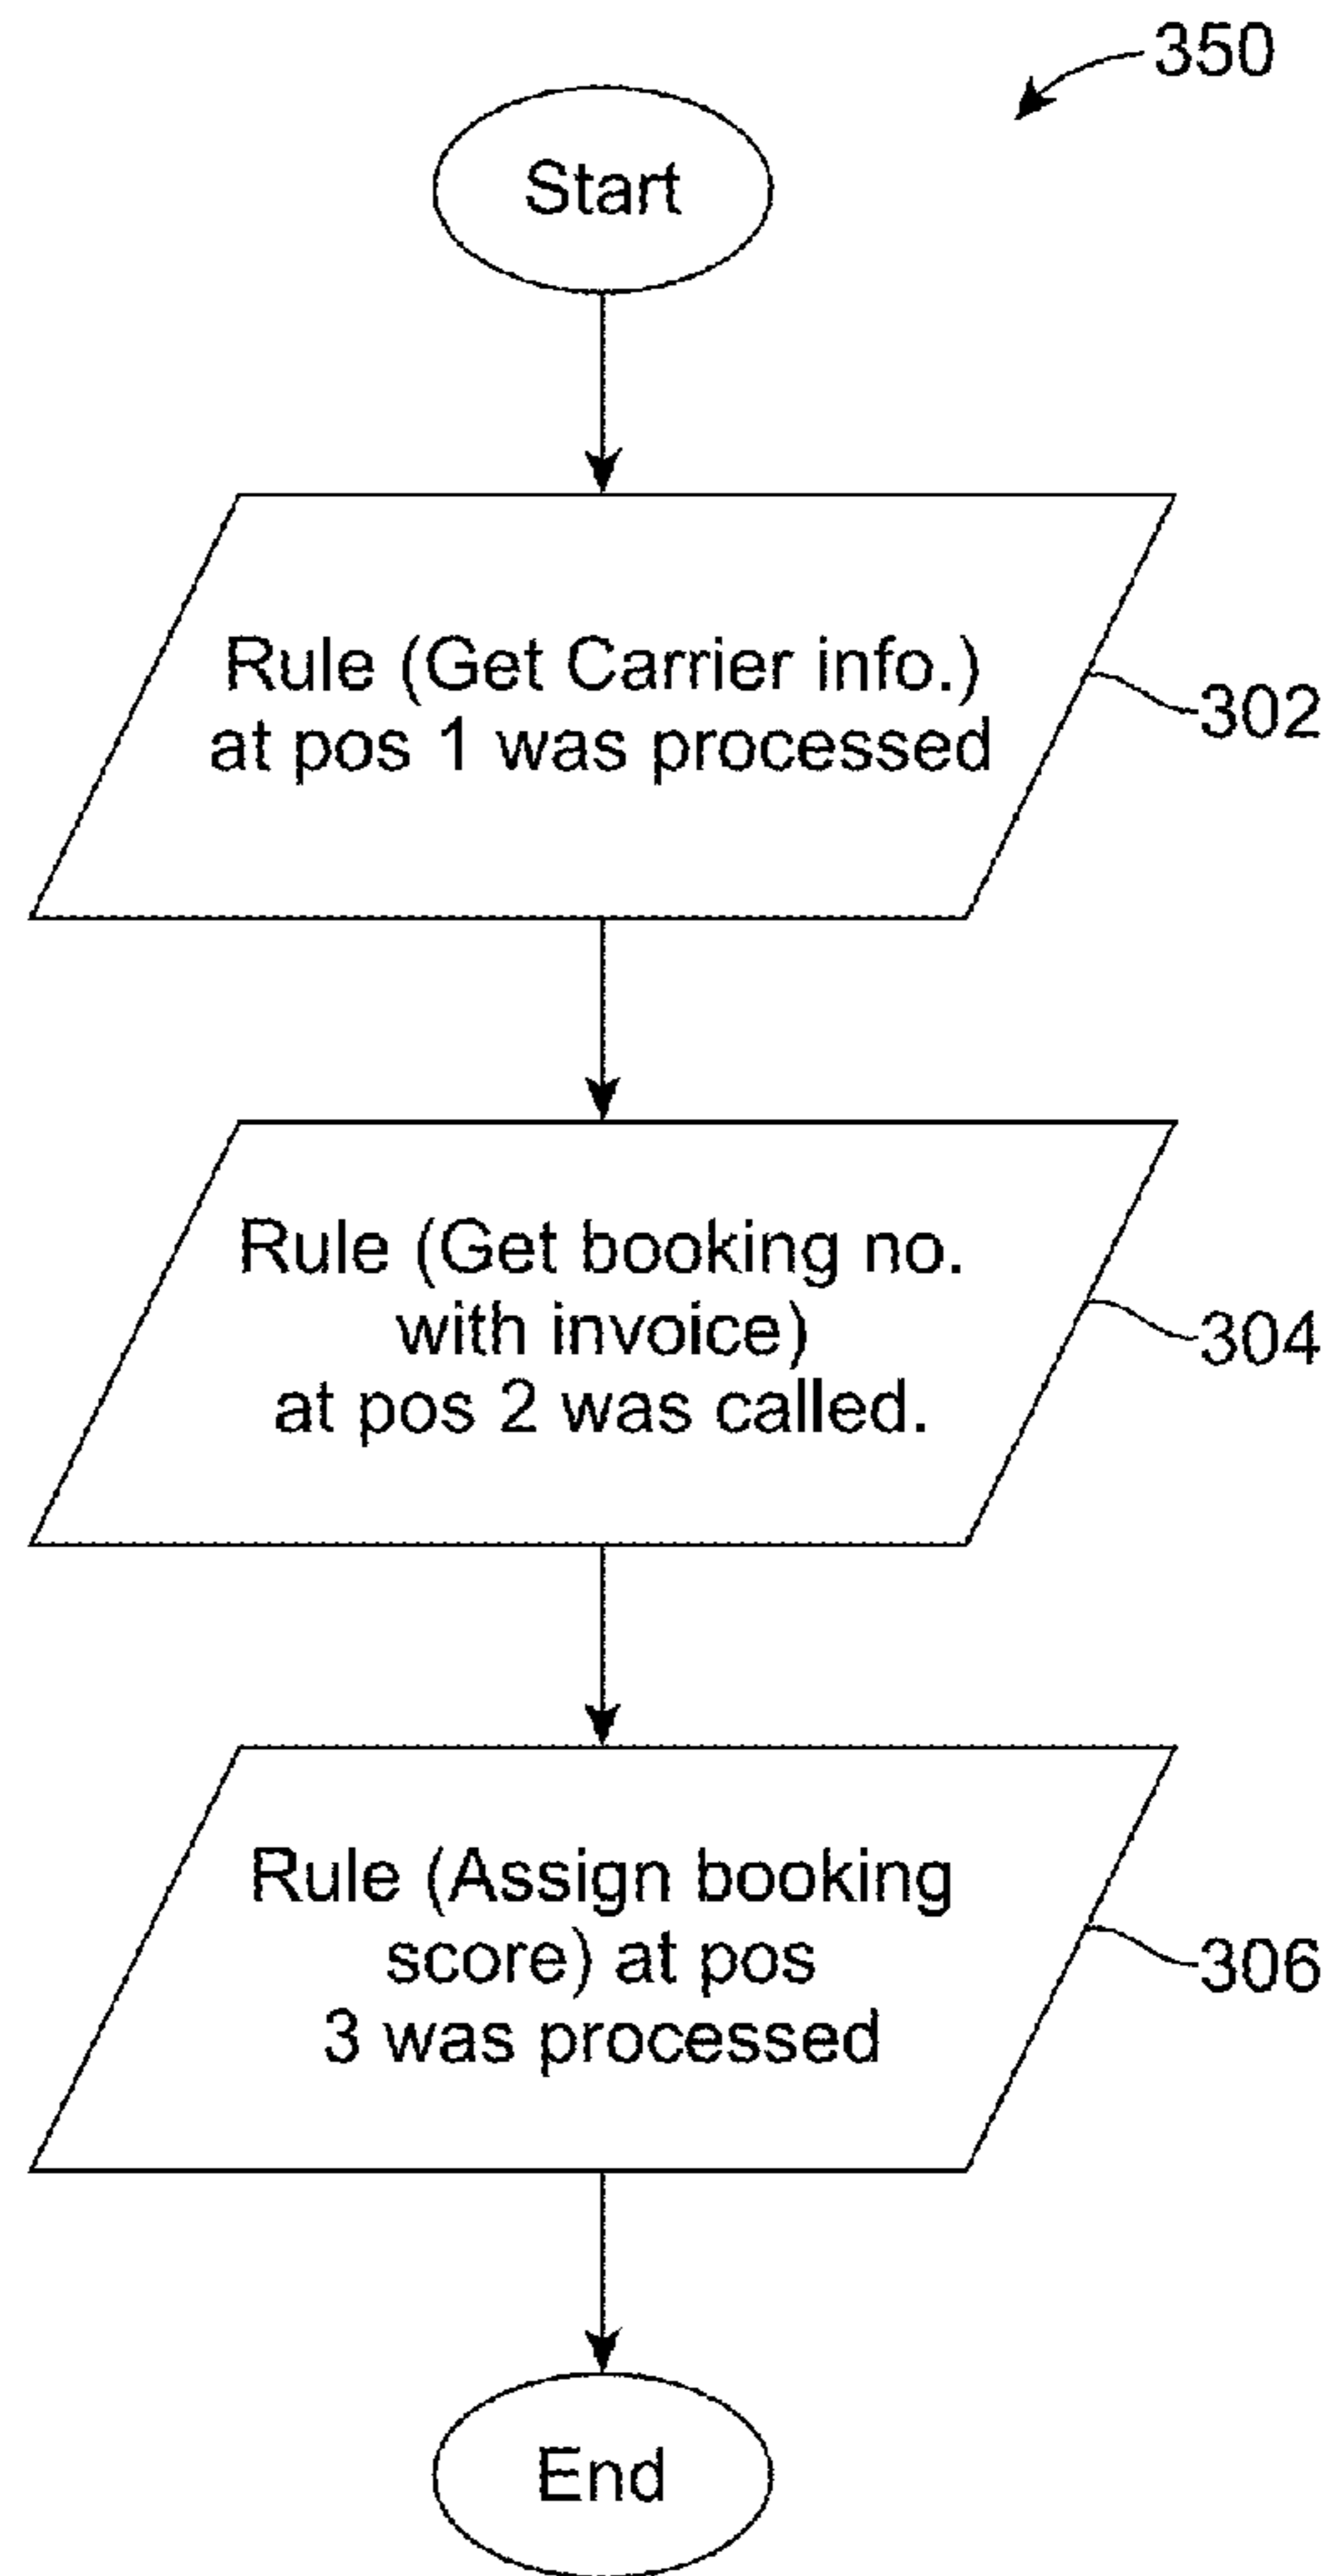 350
Start
Rule (Get Carrier info.)
at pos 1 was processed
302
Rule (Get booking no.
with invoice)
at pos 2 was called.
304
Rule (Assign booking
score) at pos
3 was processed
306
End